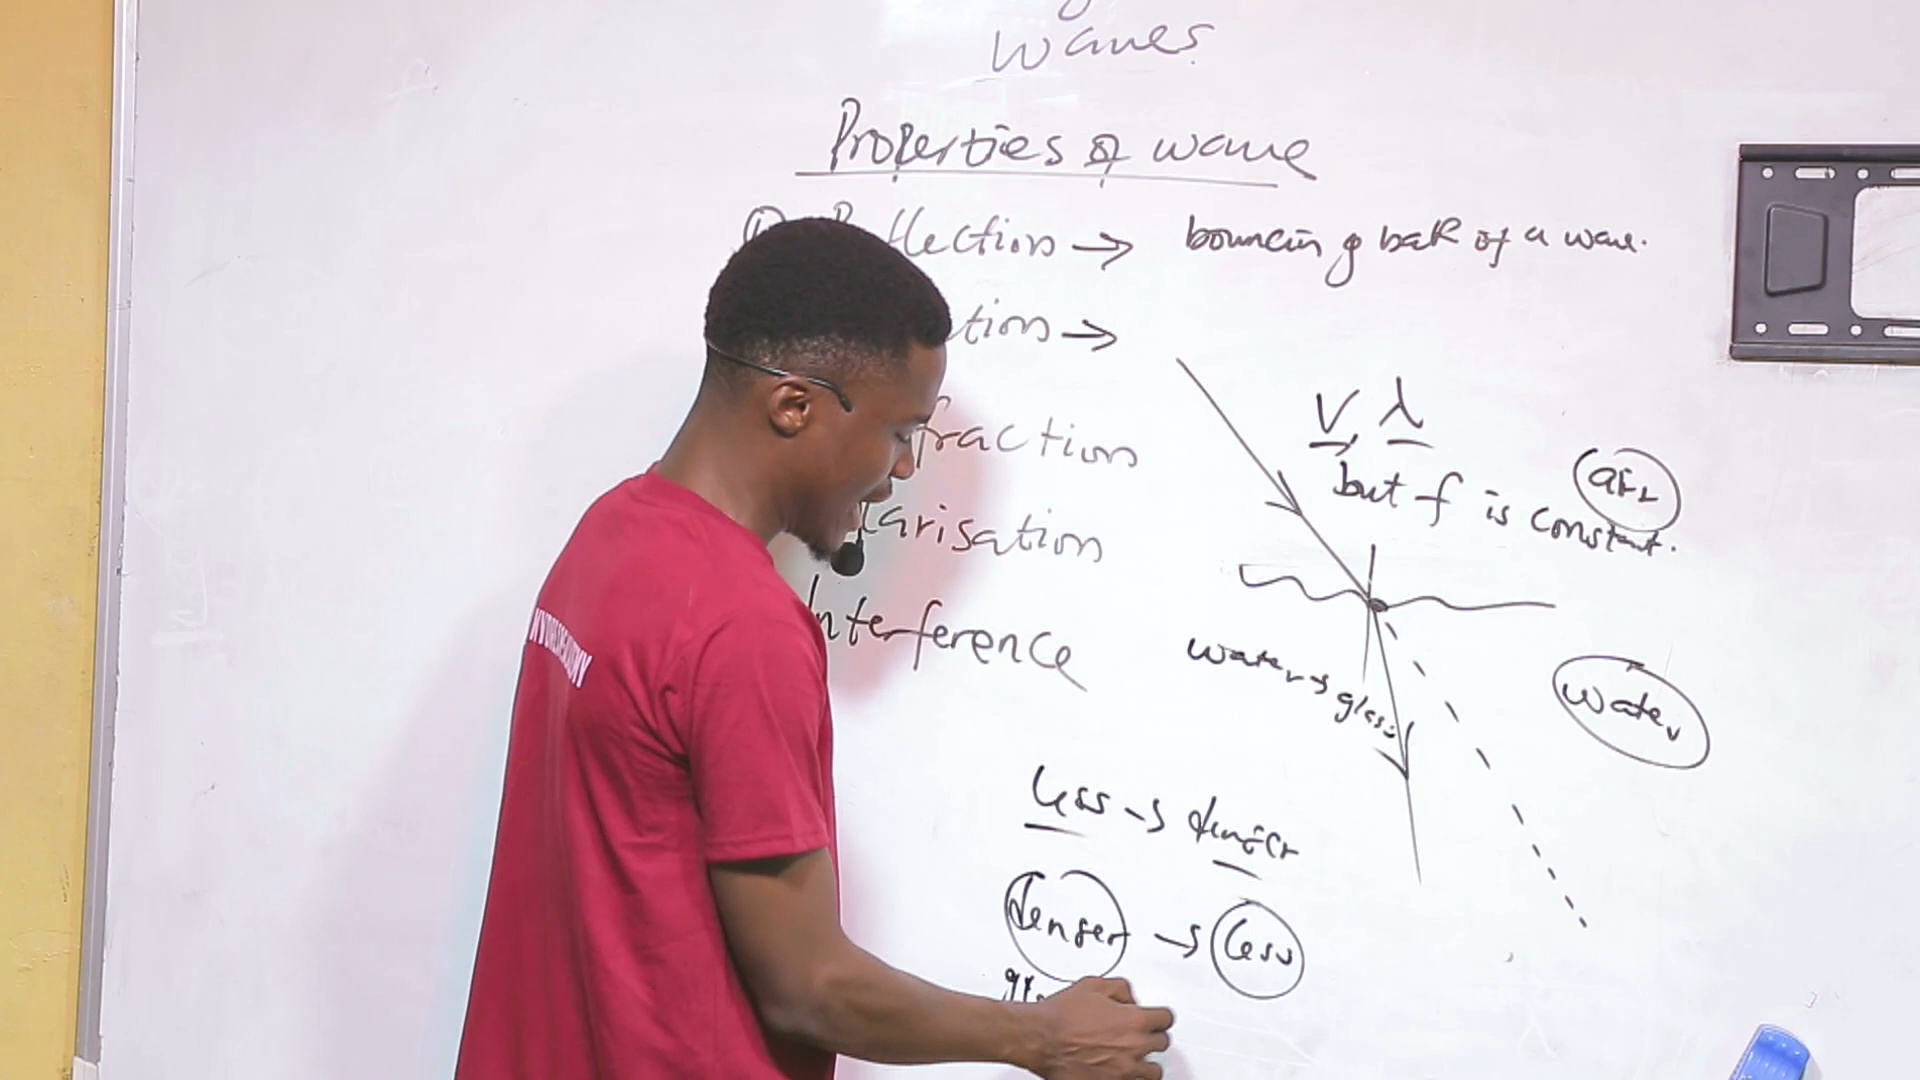 waves.
Properties of wave
flection → bouncing back of a wave.
tion →
V, λ
but f is constant.
air
fraction
larisation
Interference
water → glass
water
Less → denser
denser → Less